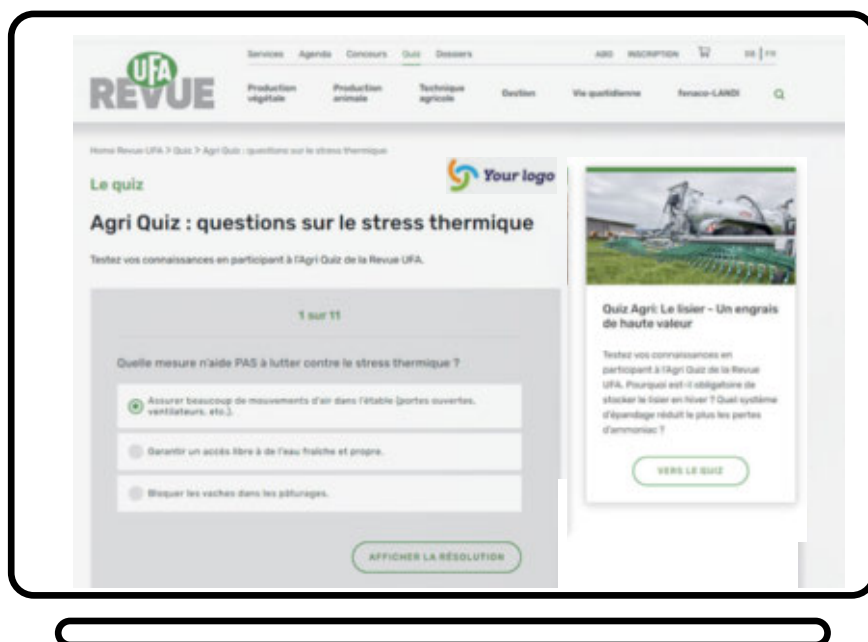 UFA
REVUE
Services Agenda Concours Quiz Dossiers
ABO INSCRIPTION DE | FR
Production végétale
Production animale
Technique agricole
Gestion
Vie quotidienne
fenaco-LANDI
Home Revue UFA > Quiz > Agri Quiz : questions sur le stress thermique
Your logo
Le quiz
Agri Quiz : questions sur le stress thermique
Testez vos connaissances en participant à l'Agri Quiz de la Revue UFA.
1 sur 11
Quelle mesure n'aide PAS à lutter contre le stress thermique ?
Assurer beaucoup de mouvements d'air dans l'étable (portes ouvertes,
ventilateurs, etc.).
Garantir un accès libre à de l'eau fraîche et propre.
Bloquer les vaches dans les pâturages.
AFFICHER LA RÉSOLUTION
Quiz Agri: Le lisier - Un engrais
de haute valeur
Testez vos connaissances en
participant à l'Agri Quiz de la Revue
UFA. Pourquoi est-il obligatoire de
stocker le lisier en hiver ? Quel système
d'épandage réduit le plus les pertes
d'ammoniac ?
VERS LE QUIZ